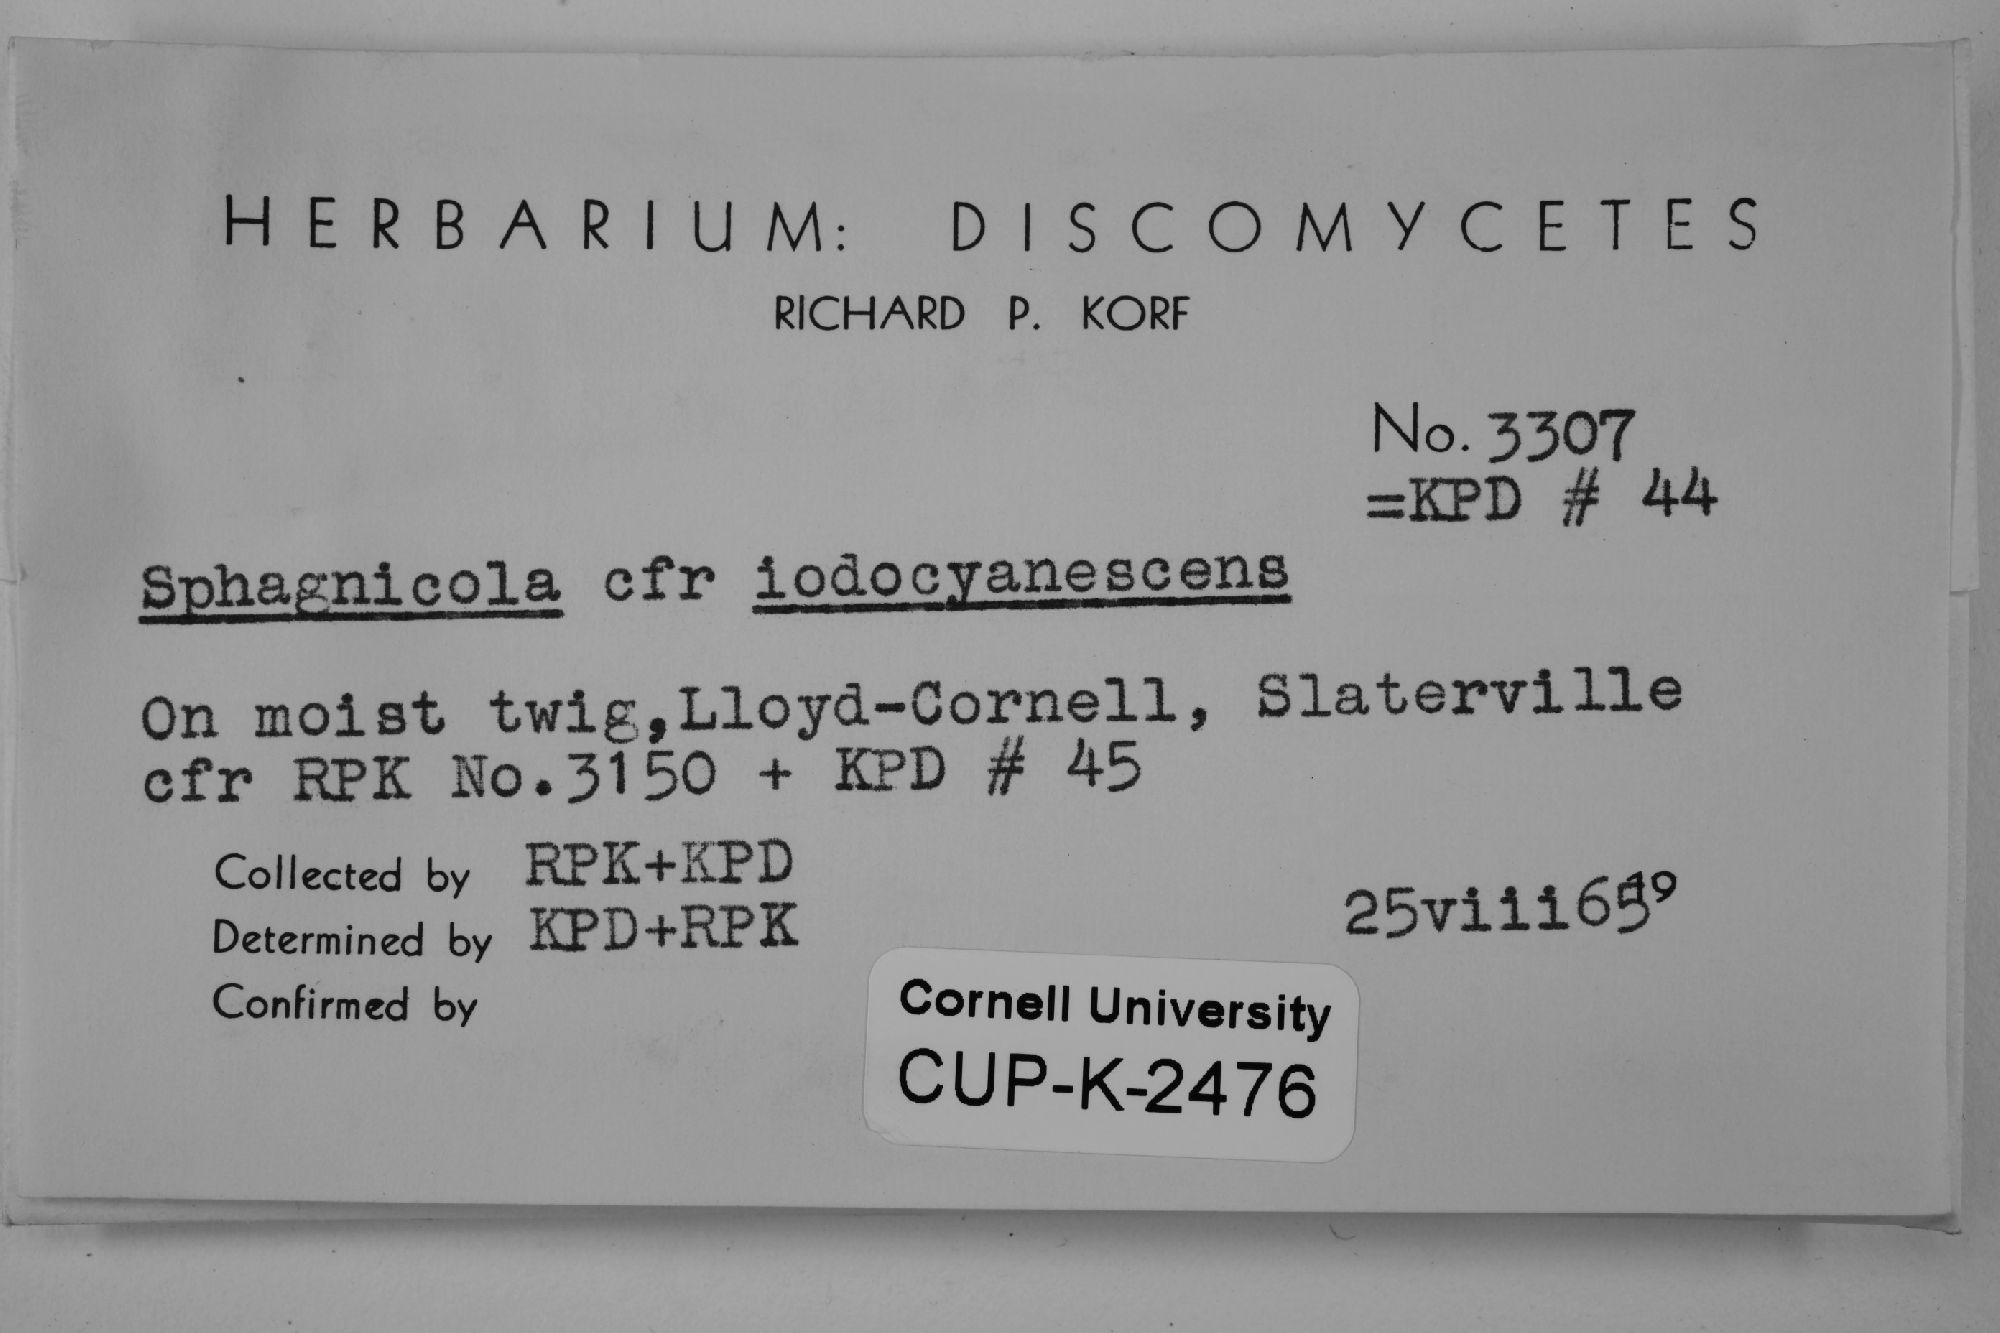 HERBARIUM: DISCOMYCETES
RICHARD P. KORF
No. 3307
=KPD # 44
Sphagnicola cfr iodocyanescens
On moist twig, Lloyd-Cornell, Slaterville
cfr RPK No.3150 + KPD # 45
Collected by RPK+KPD
Determined by KPD+RPK
25viii65
Confirmed by
Cornell University
CUP-K-2476